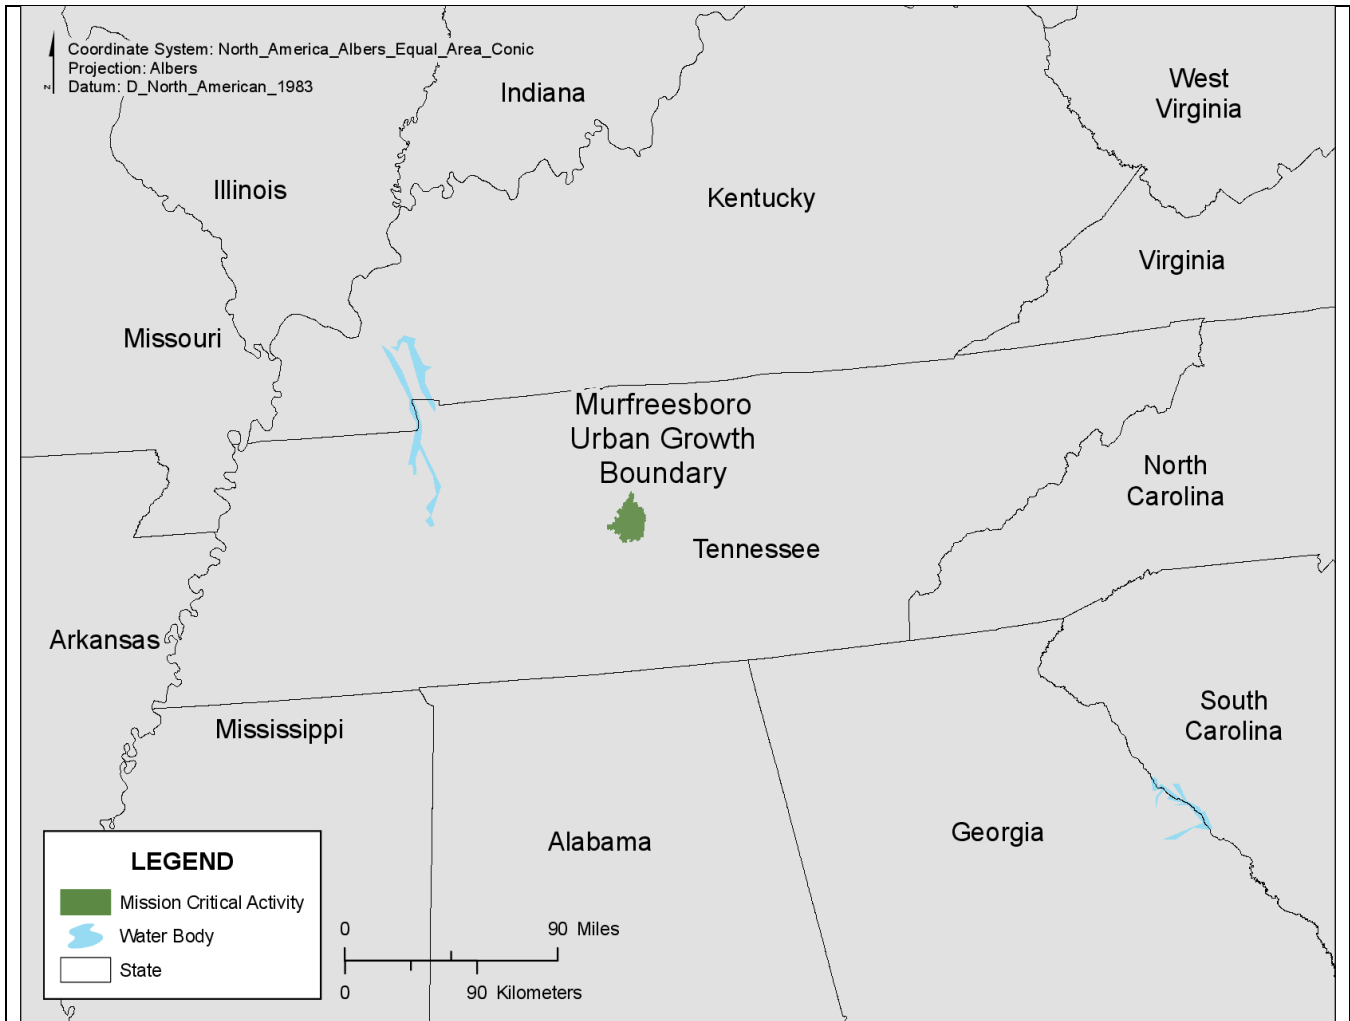 Coordinate System: North_America_Albers_Equal_Area_Conic
Projection: Albers
Datum: D_North_American_1983
N
Indiana
West
Virginia
Illinois
Kentucky
Virginia
Missouri
Murfreesboro
Urban Growth
Boundary
North
Carolina
Tennessee
Arkansas
South
Carolina
Mississippi
Alabama
Georgia
LEGEND
Mission Critical Activity
Water Body
State
0 90 Miles
0 90 Kilometers